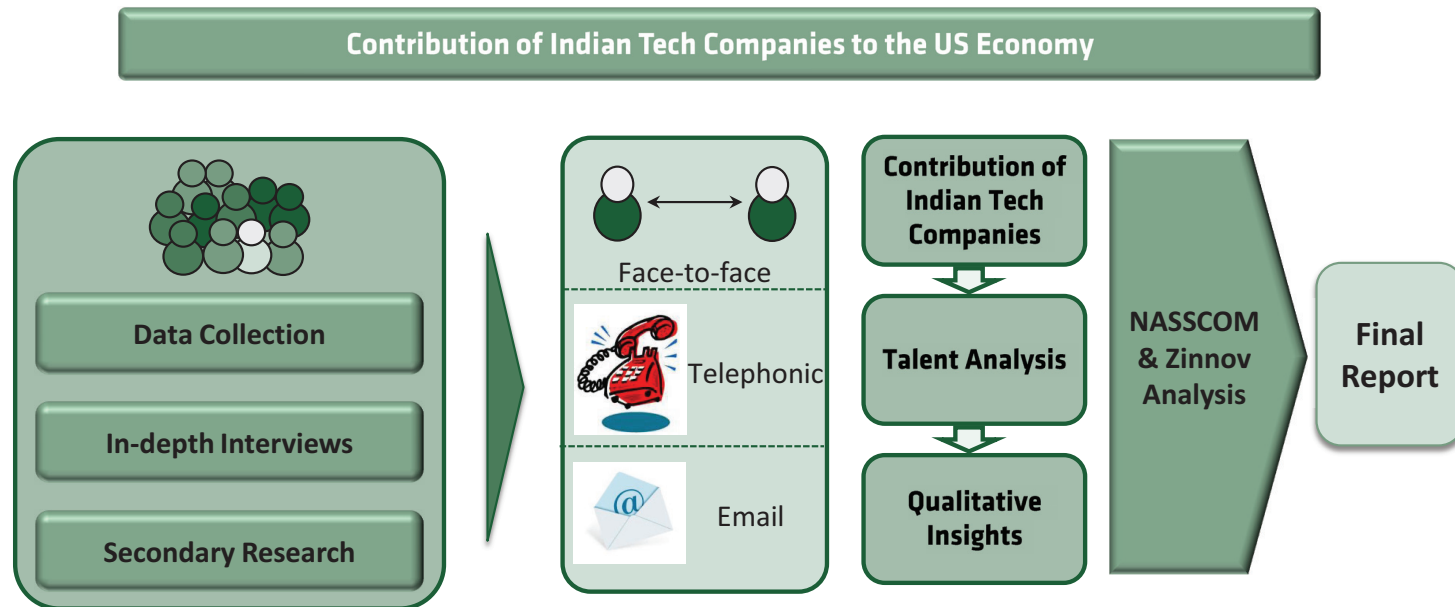 Contribution of Indian Tech Companies to the US Economy
Data Collection
In-depth Interviews
Secondary Research
Face-to-face
Telephonic
@
Email
Contribution of
Indian Tech
Companies
Talent Analysis
Qualitative
Insights
NASSCOM
& Zinnov
Analysis
Final
Report